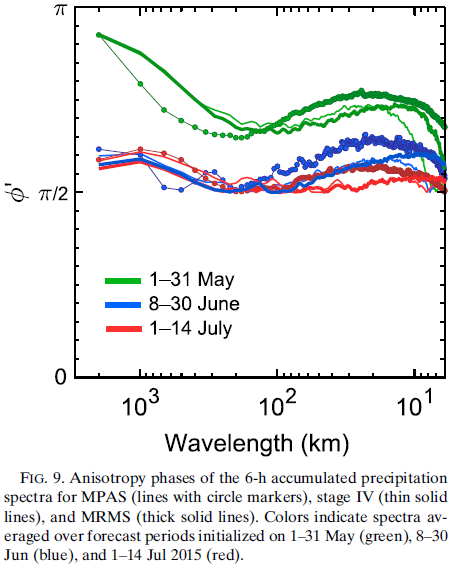 π
ϕ'
π/2
1–31 May
8–30 June
1–14 July
0
10³
10²
10¹
Wavelength (km)
FIG. 9. Anisotropy phases of the 6-h accumulated precipitation
spectra for MPAS (lines with circle markers), stage IV (thin solid
lines), and MRMS (thick solid lines). Colors indicate spectra av-
eraged over forecast periods initialized on 1–31 May (green), 8–30
Jun (blue), and 1–14 Jul 2015 (red).